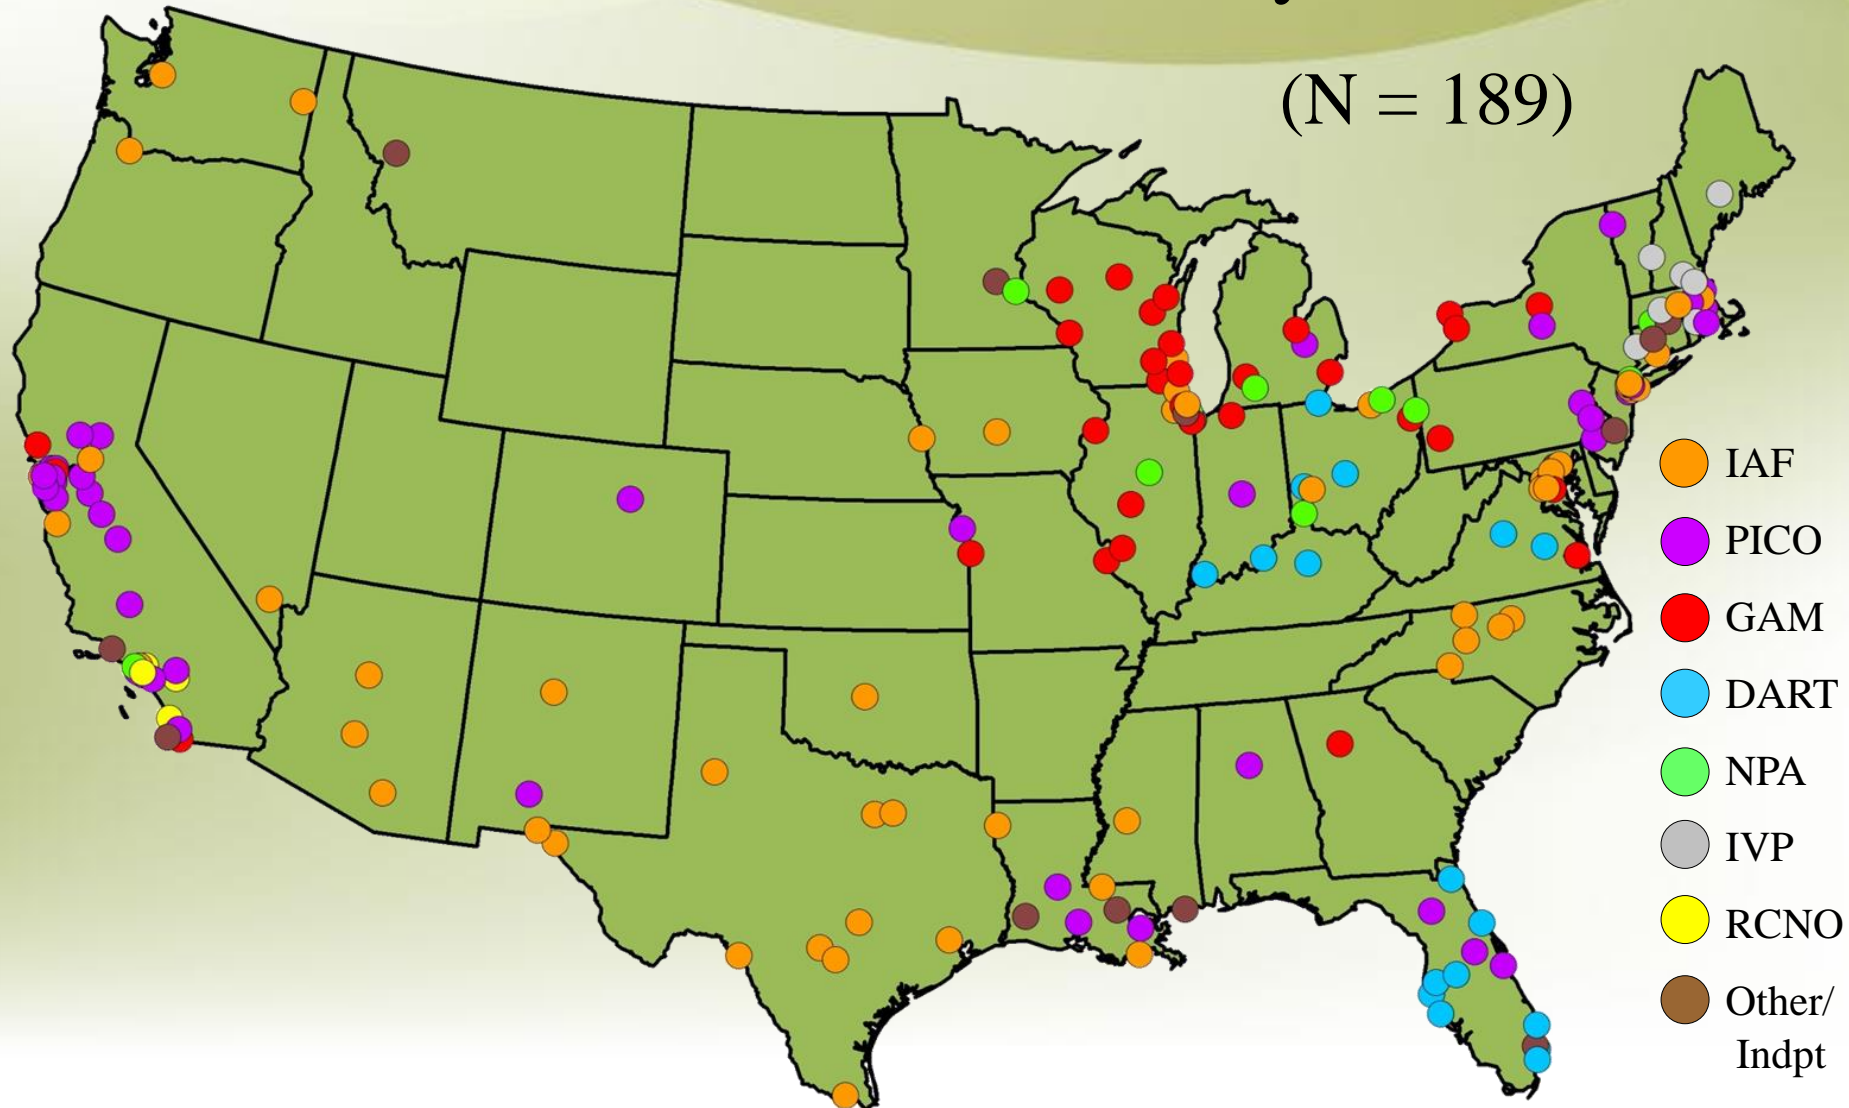 (N = 189)
IAF
PICO
GAM
DART
NPA
IVP
RCNO
Other/
Indpt